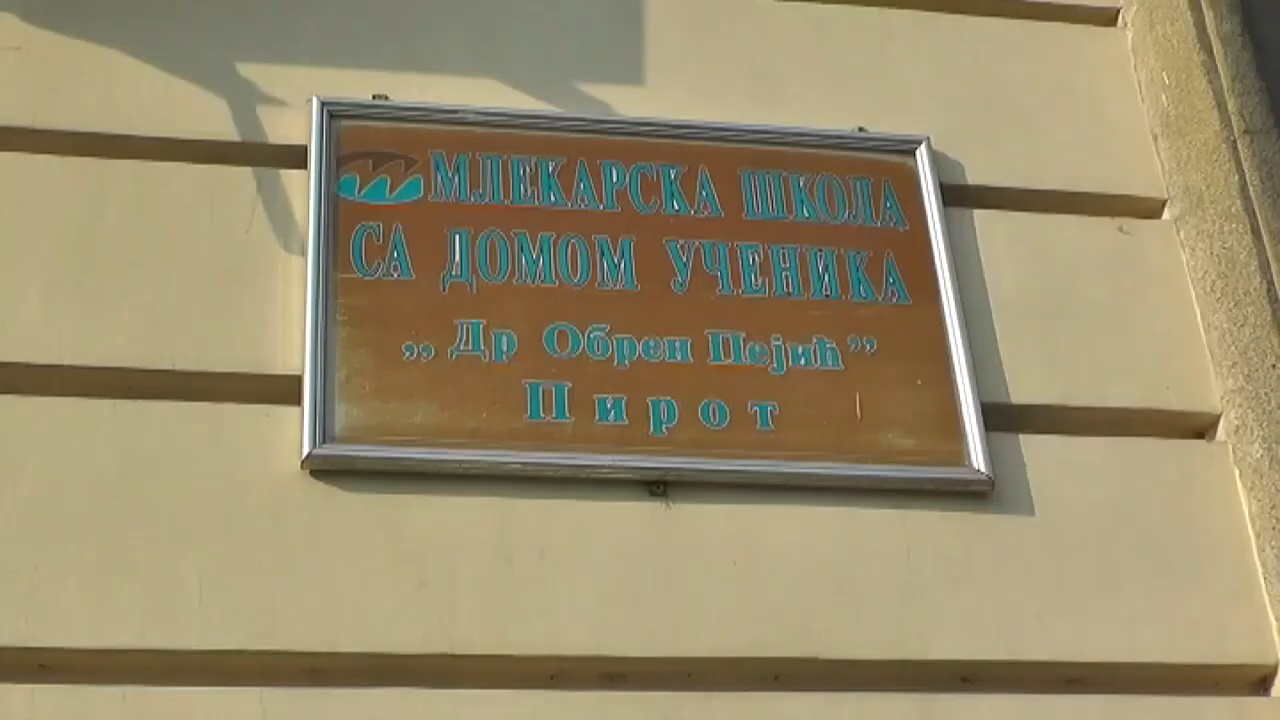 МЛЕКАРСКА ШКОЛА
СА ДОМОМ УЧЕНИКА
,, Др Обрен Пејић ”
Пирот